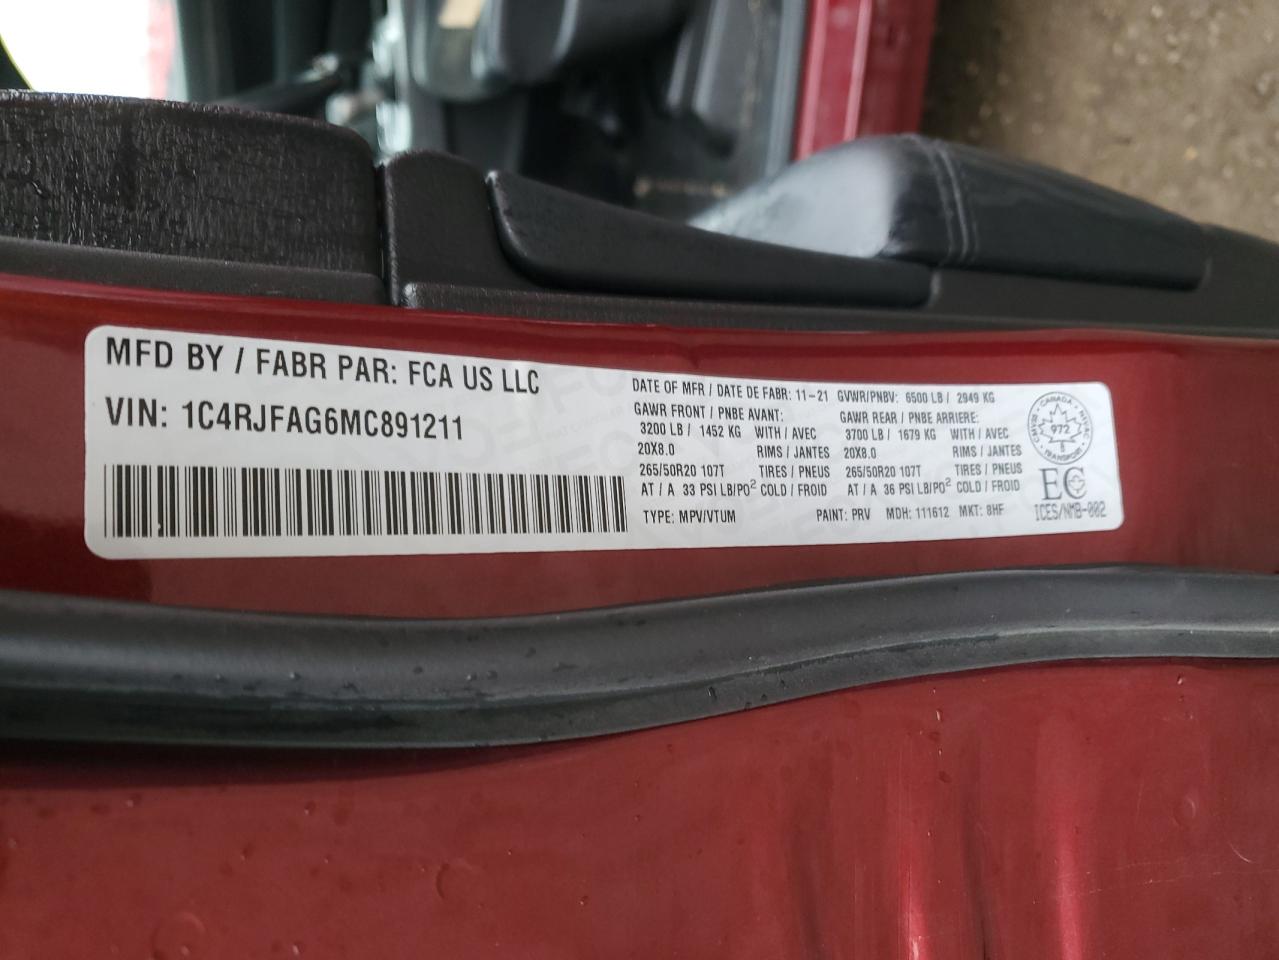 MFD BY / FABR PAR: FCA US LLC
VIN: 1C4RJFAG6MC891211
DATE OF MFR / DATE DE FABR: 11-21 GVWR/PNBV: 6500 LB / 2949 KG
GAWR FRONT / PNBE AVANT: GAWR REAR / PNBE ARRIERE:
3200 LB / 1452 KG WITH / AVEC 3700 LB / 1679 KG WITH / AVEC
20X8.0 RIMS / JANTES 20X8.0 RIMS / JANTES
265/50R20 107T TIRES / PNEUS 265/50R20 107T TIRES / PNEUS
AT / A 33 PSI LB/PO² COLD / FROID AT / A 36 PSI LB/PO² COLD / FROID
TYPE: MPV/VTUM PAINT: PRV MDH: 111612 MKT: 8HF
CANADA
CMVSS NSVAC
972
TRANSPORT
EC
ICES/NMB-002